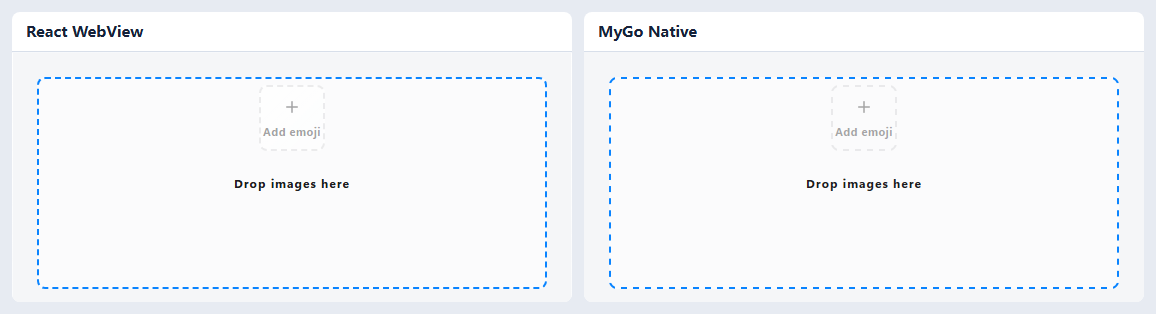 React WebView
+
Add emoji
Drop images here
MyGo Native
+
Add emoji
Drop images here